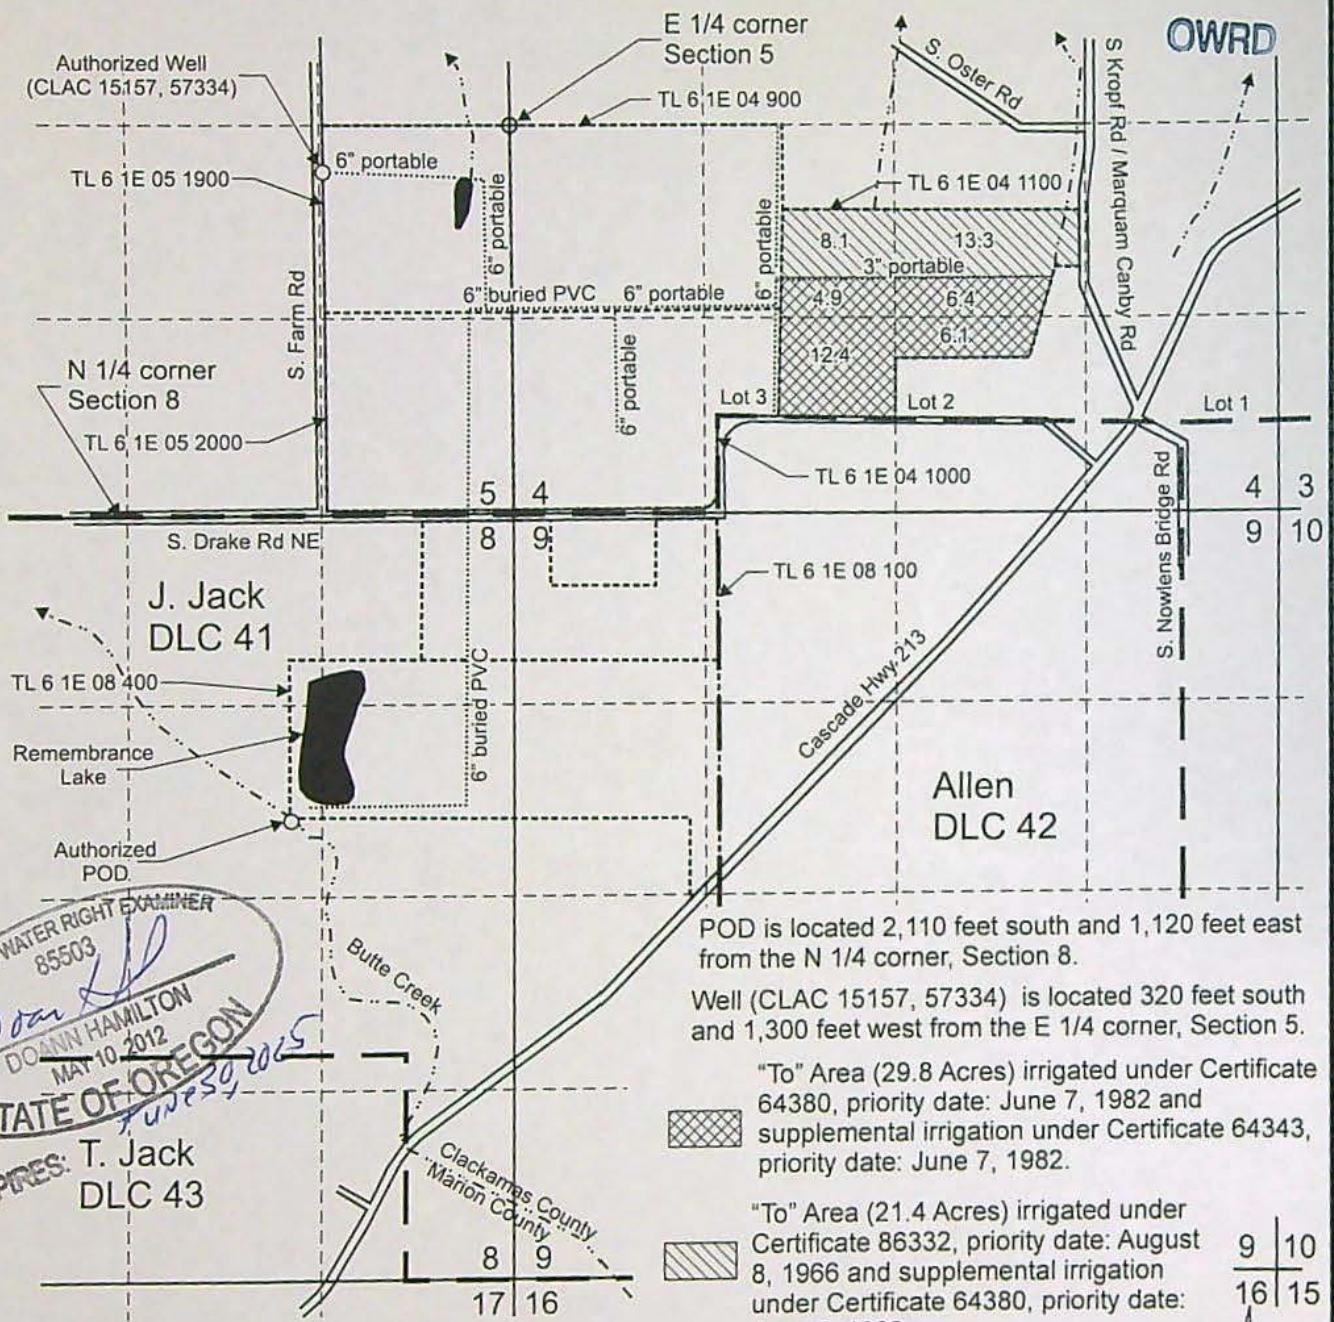 OWRD
E 1/4 corner
Section 5
Authorized Well
(CLAC 15157, 57334)
TL 6 1E 04 900
S. Oster Rd
S Kropf Rd / Marquam Canby Rd
6" portable
TL 6 1E 05 1900
6" portable
6" portable
TL 6 1E 04 1100
8.1
13.3
3" portable
6" buried PVC
6" portable
4.9
6.4
6.1
12.4
S. Farm Rd
6" portable
N 1/4 corner
Section 8
TL 6 1E 05 2000
Lot 3
Lot 2
Lot 1
TL 6 1E 04 1000
S. Nowlens Bridge Rd
5 4
8 9
4 3
9 10
S. Drake Rd NE
TL 6 1E 08 100
J. Jack
DLC 41
TL 6 1E 08 400
6" buried PVC
Cascade Hwy 213
Remembrance
Lake
Allen
DLC 42
Authorized
POD
WATER RIGHT EXAMINER
85503
DOANN HAMILTON
MAY 10, 2012
STATE OF OREGON
June 30, 2025
Butte Creek
T. Jack
DLC 43
Clackamas County
Marion County
8 9
17 16
POD is located 2,110 feet south and 1,120 feet east
from the N 1/4 corner, Section 8.
Well (CLAC 15157, 57334) is located 320 feet south
and 1,300 feet west from the E 1/4 corner, Section 5.
"To" Area (29.8 Acres) irrigated under Certificate
64380, priority date: June 7, 1982 and
supplemental irrigation under Certificate 64343,
priority date: June 7, 1982.
"To" Area (21.4 Acres) irrigated under
Certificate 86332, priority date: August
8, 1966 and supplemental irrigation
under Certificate 64380, priority date:
9 10
16 15